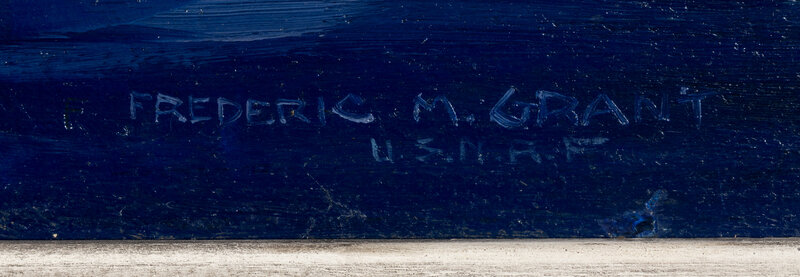 FREDERIC M. GRANT
U.S.N.R.F